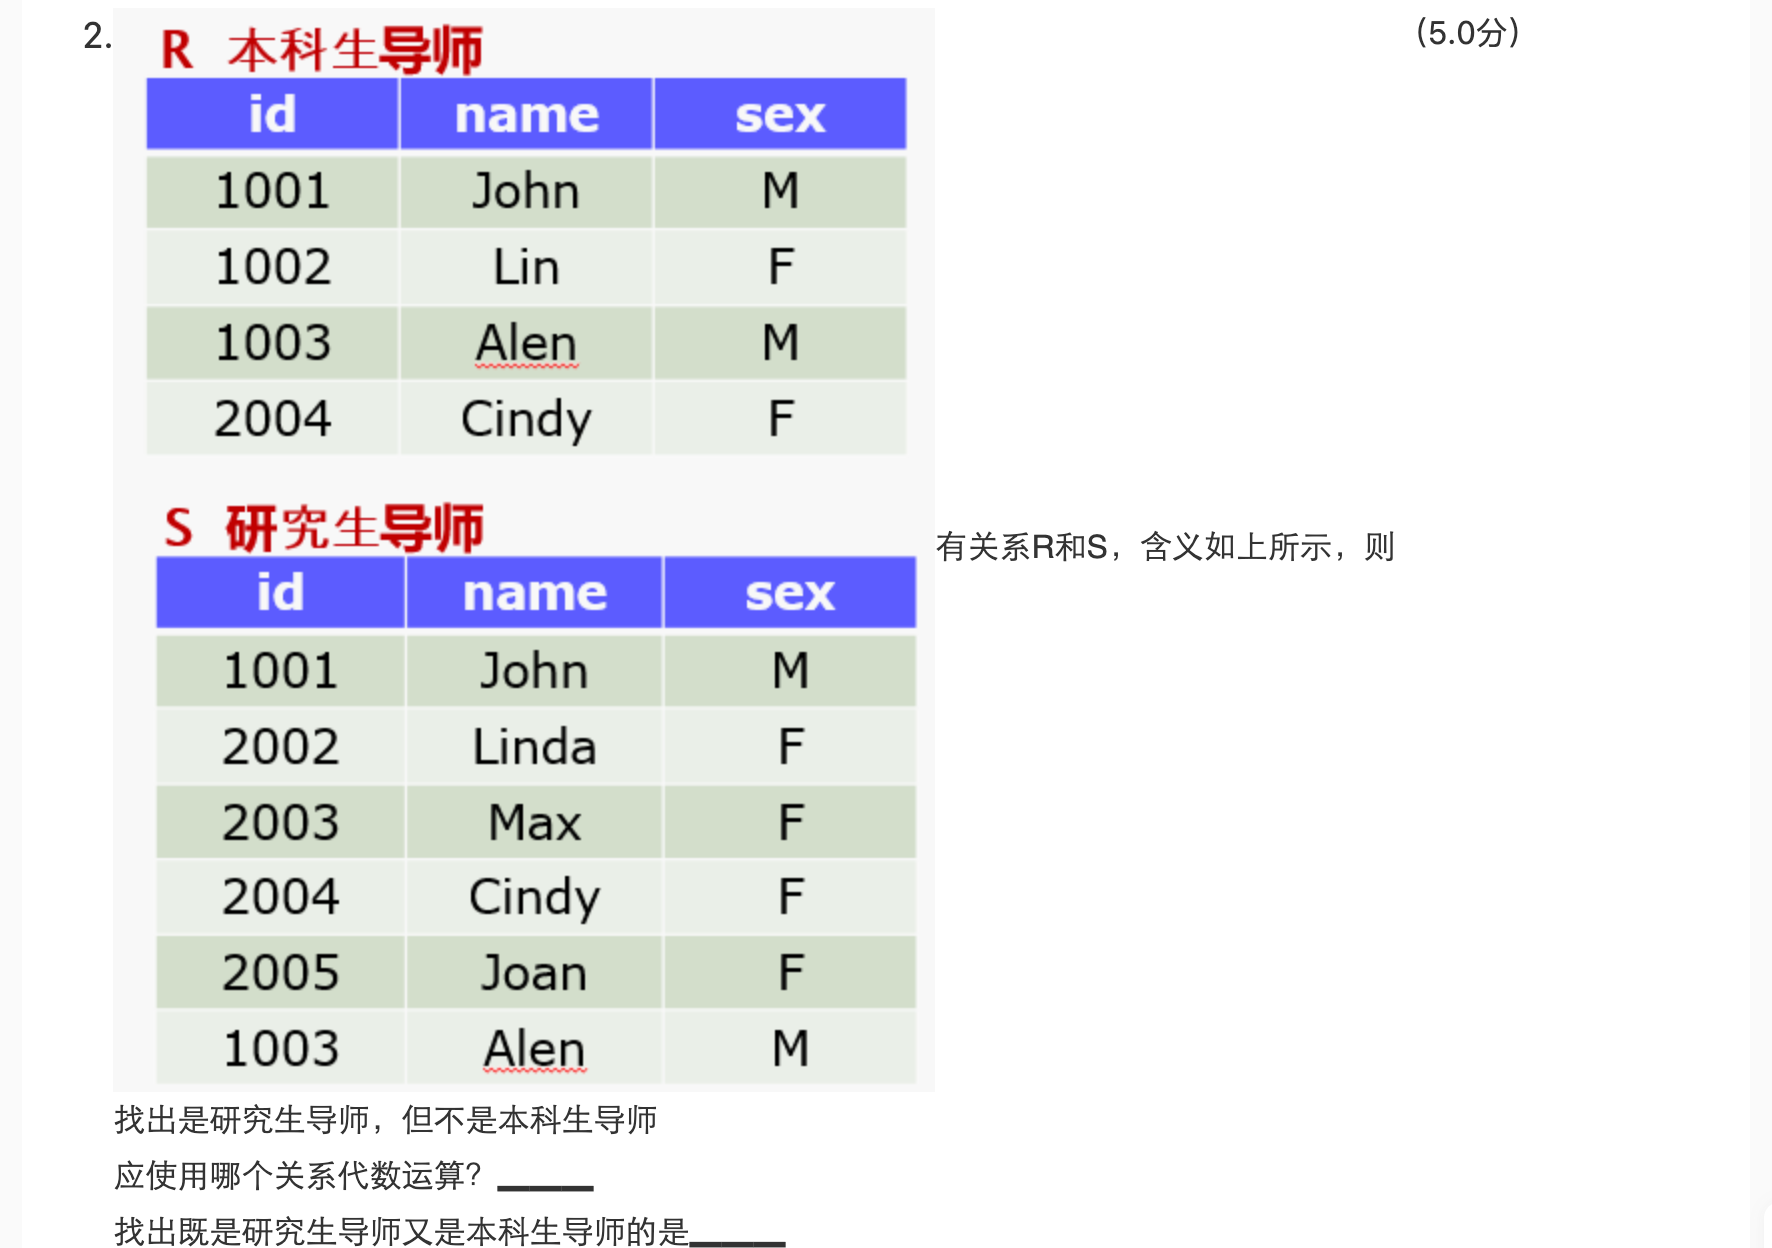 2.
(5.0分)
R 本科生导师
id name sex
1001 John M
1002 Lin F
1003 Alen M
2004 Cindy F
S 研究生导师
id name sex
1001 John M
2002 Linda F
2003 Max F
2004 Cindy F
2005 Joan F
1003 Alen M
有关系R和S，含义如上所示，则
找出是研究生导师，但不是本科生导师
应使用哪个关系代数运算？______
找出既是研究生导师又是本科生导师的是______